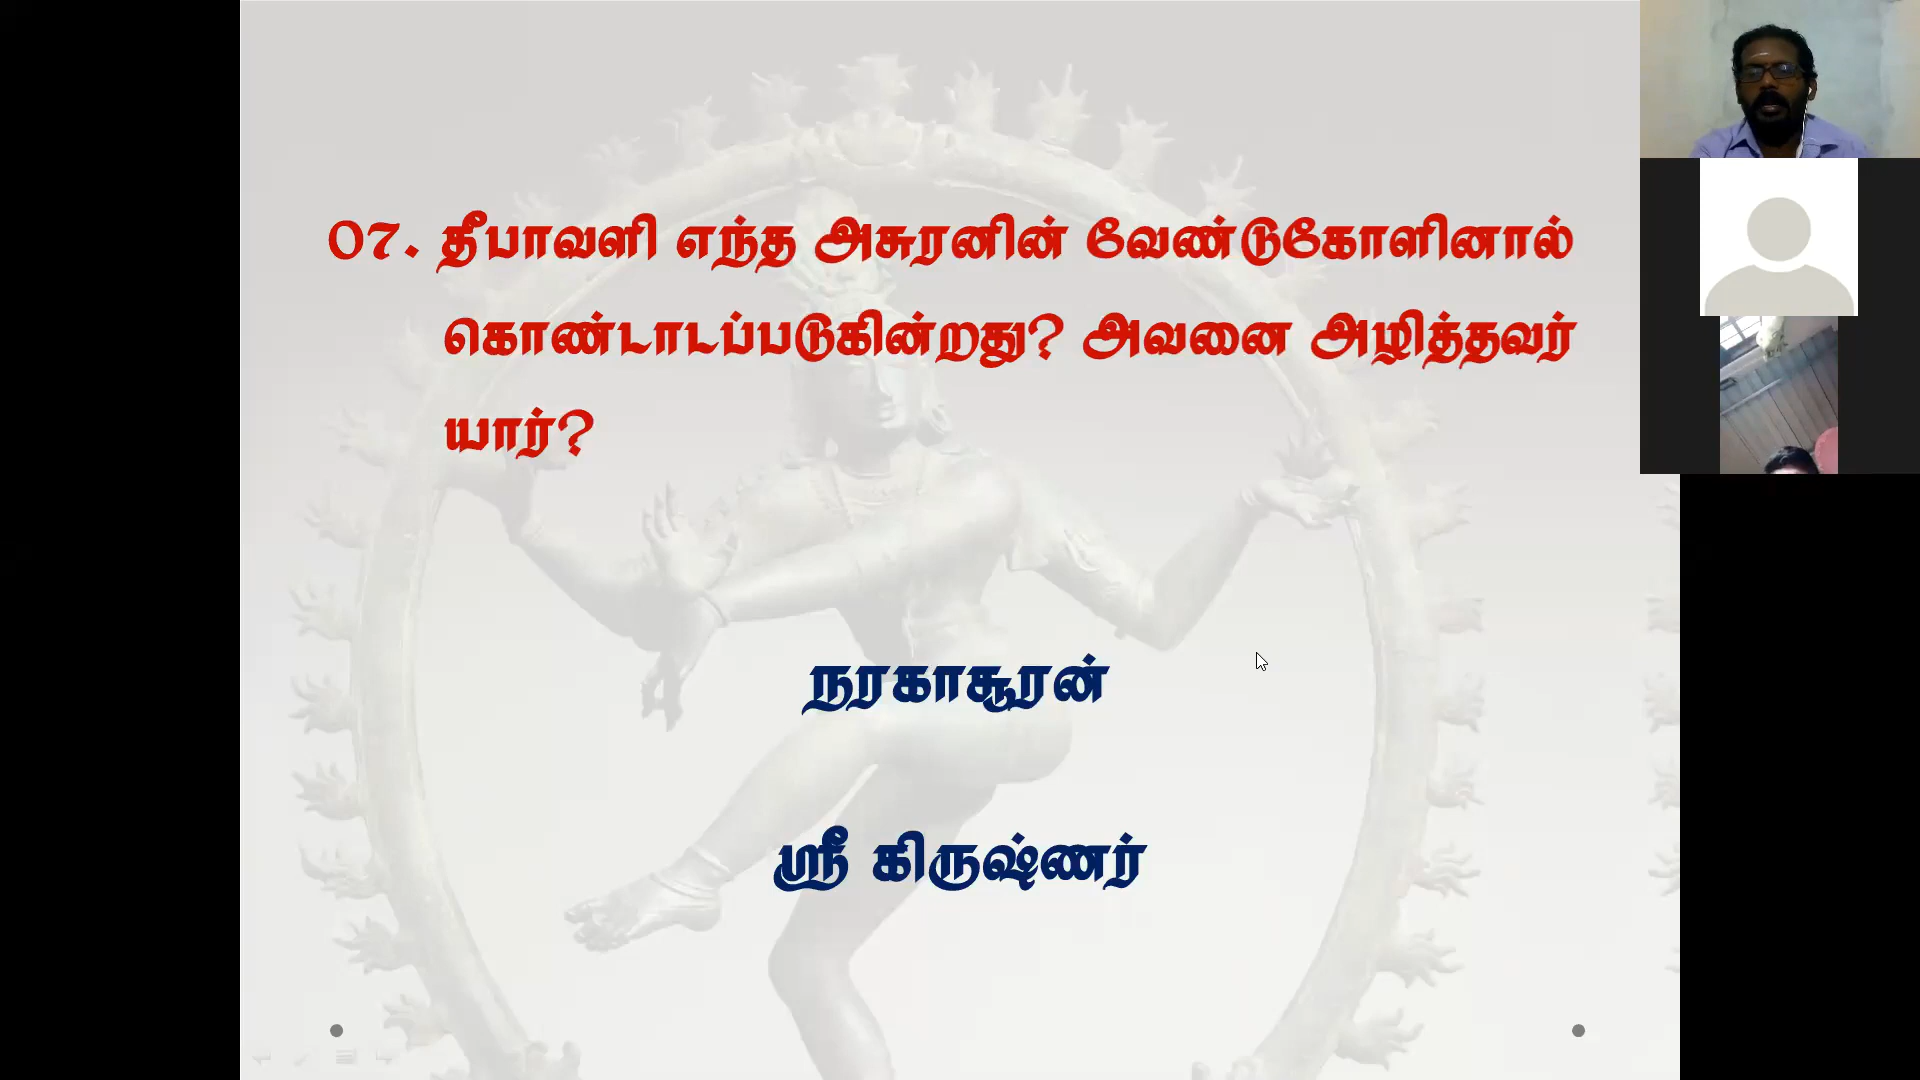 07. தீபாவளி எந்த அசுரனின் வேண்டுகோளினால்
கொண்டாடப்படுகின்றது? அவனை அழித்தவர்
யார்?
நரகாசூரன்
ஸ்ரீ கிருஷ்ணர்